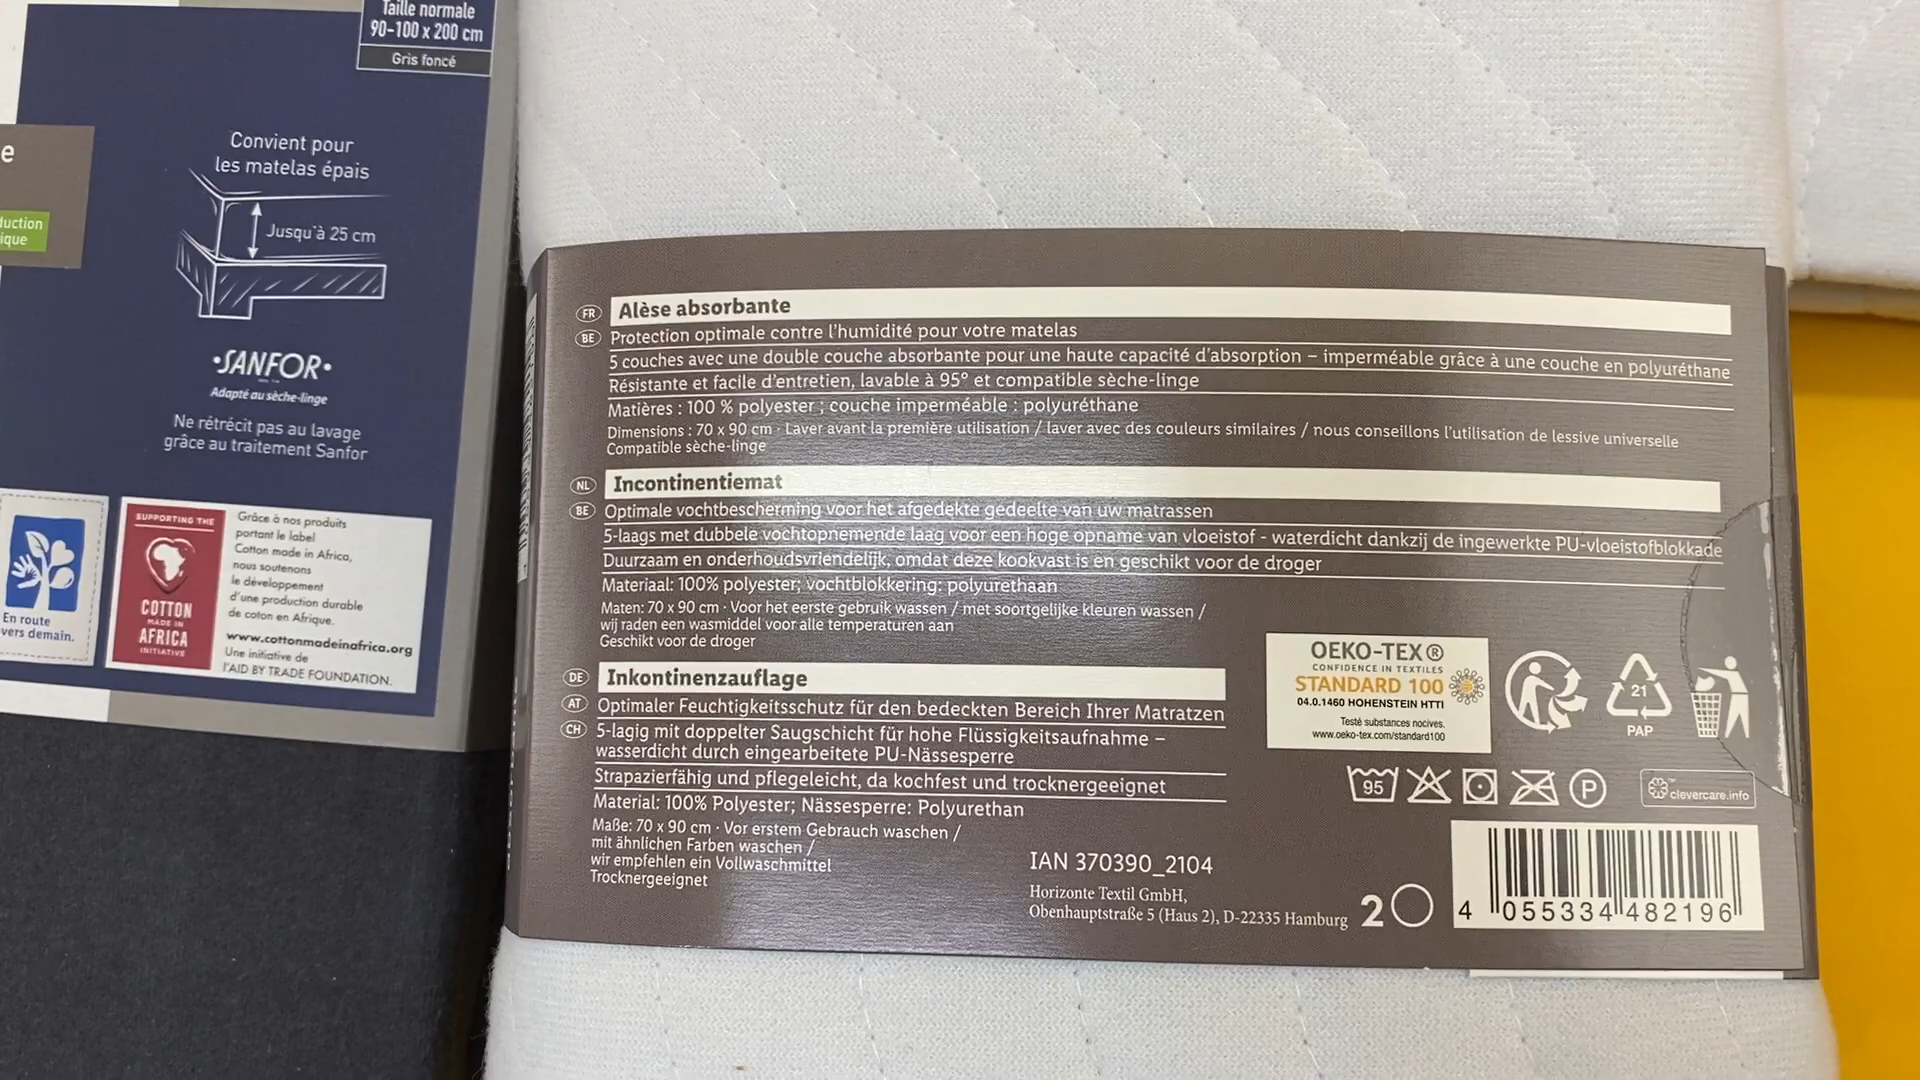 Taille normale
90-100 x 200 cm
Gris foncé
Convient pour
les matelas épais
Jusqu'à 25 cm
e
duction
ique
•SANFOR•
Adapté au sèche-linge
Ne rétrécit pas au lavage
grâce au traitement Sanfor
En route
vers demain.
SUPPORTING THE
COTTON
MADE IN
AFRICA
INITIATIVE
Grâce à nos produits
portant le label
Cotton made in Africa,
nous soutenons
le développement
d'une production durable
de coton en Afrique.
www.cottonmadeinafrica.org
Une initiative de
l'AID BY TRADE FOUNDATION.
FR Alèse absorbante
BE Protection optimale contre l'humidité pour votre matelas
5 couches avec une double couche absorbante pour une haute capacité d'absorption – imperméable grâce à une couche en polyuréthane
Résistante et facile d'entretien, lavable à 95° et compatible sèche-linge
Matières : 100 % polyester ; couche imperméable : polyuréthane
Dimensions : 70 x 90 cm · Laver avant la première utilisation / laver avec des couleurs similaires / nous conseillons l'utilisation de lessive universelle
Compatible sèche-linge
NL Incontinentiemat
BE Optimale vochtbescherming voor het afgedekte gedeelte van uw matrassen
5-laags met dubbele vochtopnemende laag voor een hoge opname van vloeistof - waterdicht dankzij de ingewerkte PU-vloeistofblokkade
Duurzaam en onderhoudsvriendelijk, omdat deze kookvast is en geschikt voor de droger
Materiaal: 100% polyester; vochtblokkering: polyurethaan
Maten: 70 x 90 cm · Voor het eerste gebruik wassen / met soortgelijke kleuren wassen /
wij raden een wasmiddel voor alle temperaturen aan
Geschikt voor de droger
DE Inkontinenzauflage
AT Optimaler Feuchtigkeitsschutz für den bedeckten Bereich Ihrer Matratzen
CH 5-lagig mit doppelter Saugschicht für hohe Flüssigkeitsaufnahme –
wasserdicht durch eingearbeitete PU-Nässesperre
Strapazierfähig und pflegeleicht, da kochfest und trocknergeeignet
Material: 100% Polyester; Nässesperre: Polyurethan
Maße: 70 x 90 cm · Vor erstem Gebrauch waschen /
mit ähnlichen Farben waschen /
wir empfehlen ein Vollwaschmittel
Trocknergeeignet
IAN 370390_2104
Horizonte Textil GmbH,
Obenhauptstraße 5 (Haus 2), D-22335 Hamburg
2
OEKO-TEX®
CONFIDENCE IN TEXTILES
STANDARD 100
04.0.1460 HOHENSTEIN HTTI
Testé substances nocives.
www.oeko-tex.com/standard100
21
PAP
95
P
clevercare.info
4 055334 482196